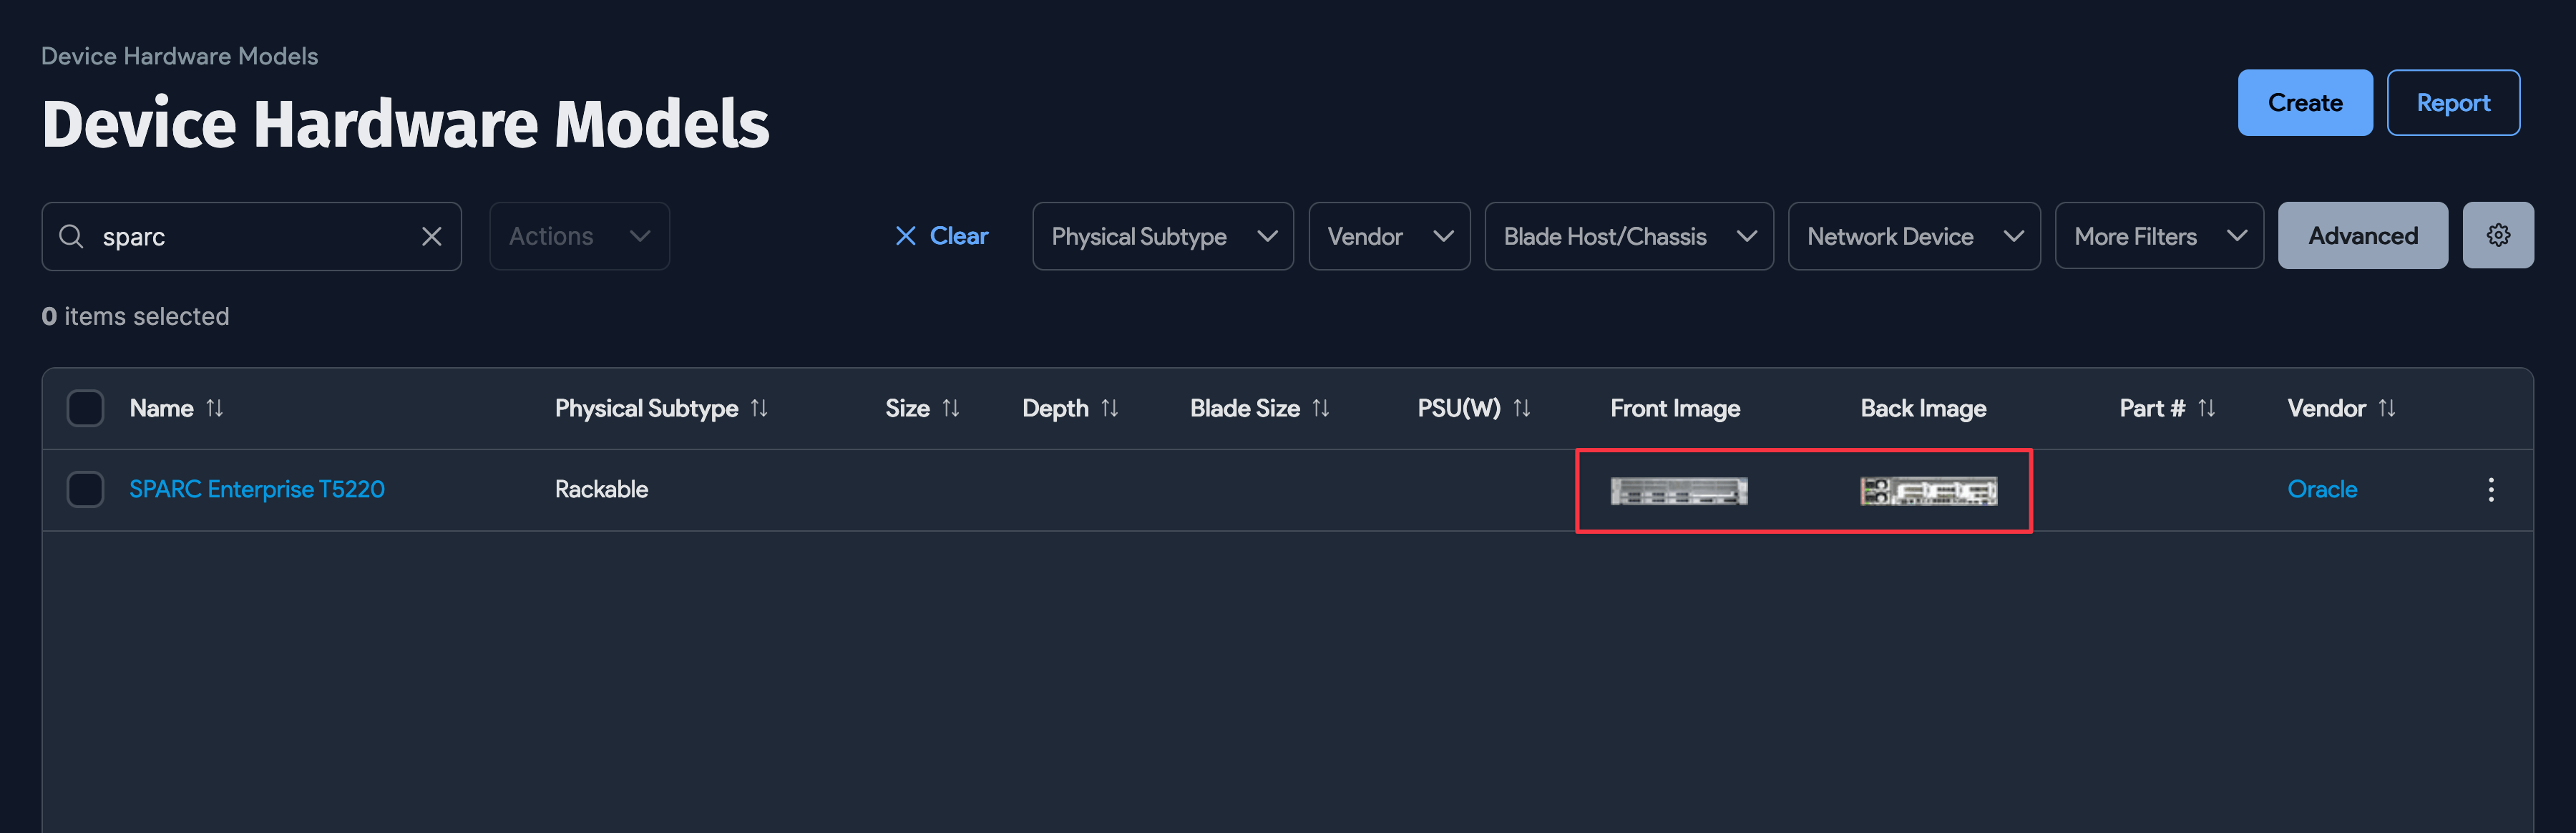 Device Hardware Models
Device Hardware Models
Create
Report
sparc
Actions
Clear
Physical Subtype
Vendor
Blade Host/Chassis
Network Device
More Filters
Advanced
0 items selected
Name
Physical Subtype
Size
Depth
Blade Size
PSU(W)
Front Image
Back Image
Part #
Vendor
SPARC Enterprise T5220
Rackable
Oracle